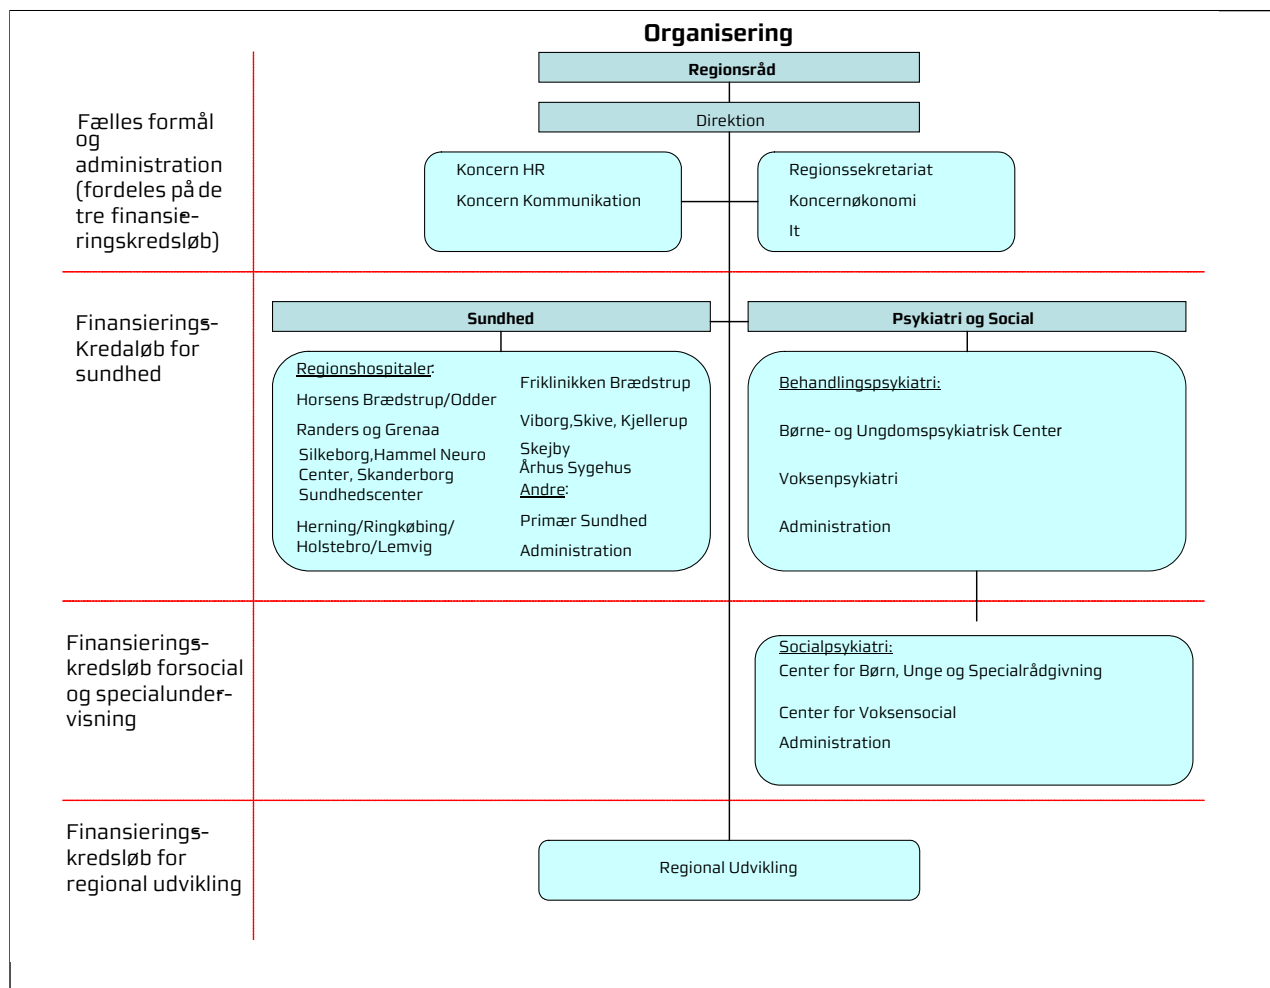 Organisering
Regionsråd
Direktion
Fælles formål
og
administration
(fordeles på de
tre finansie-
ringskredsløb)
Koncern HR
Koncern Kommunikation
Regionssekretariat
Koncernøkonomi
It
Finansierings-
Kredaløb for
sundhed
Sundhed
Regionshospitaler:
Horsens Brædstrup/Odder
Randers og Grenaa
Silkeborg,Hammel Neuro
Center, Skanderborg
Sundhedscenter
Herning/Ringkøbing/
Holstebro/Lemvig
Friklinikken Brædstrup
Viborg,Skive, Kjellerup
Skejby
Århus Sygehus
Andre:
Primær Sundhed
Administration
Psykiatri og Social
Behandlingspsykiatri:
Børne- og Ungdomspsykiatrisk Center
Voksenpsykiatri
Administration
Finansierings-
kredsløb forsocial
og specialunder-
visning
Socialpsykiatri:
Center for Børn, Unge og Specialrådgivning
Center for Voksensocial
Administration
Finansierings-
kredsløb for
regional udvikling
Regional Udvikling